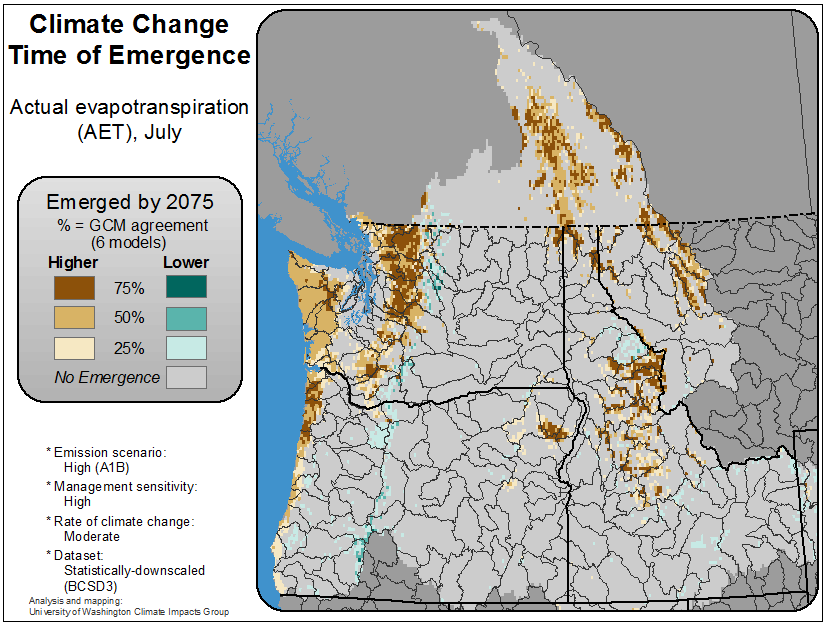 Climate Change
Time of Emergence
Actual evapotranspiration
(AET), July
Emerged by 2075
% = GCM agreement
(6 models)
Higher Lower
75%
50%
25%
No Emergence
* Emission scenario:
High (A1B)
* Management sensitivity:
High
* Rate of climate change:
Moderate
* Dataset:
Statistically-downscaled
(BCSD3)
Analysis and mapping:
University of Washington Climate Impacts Group